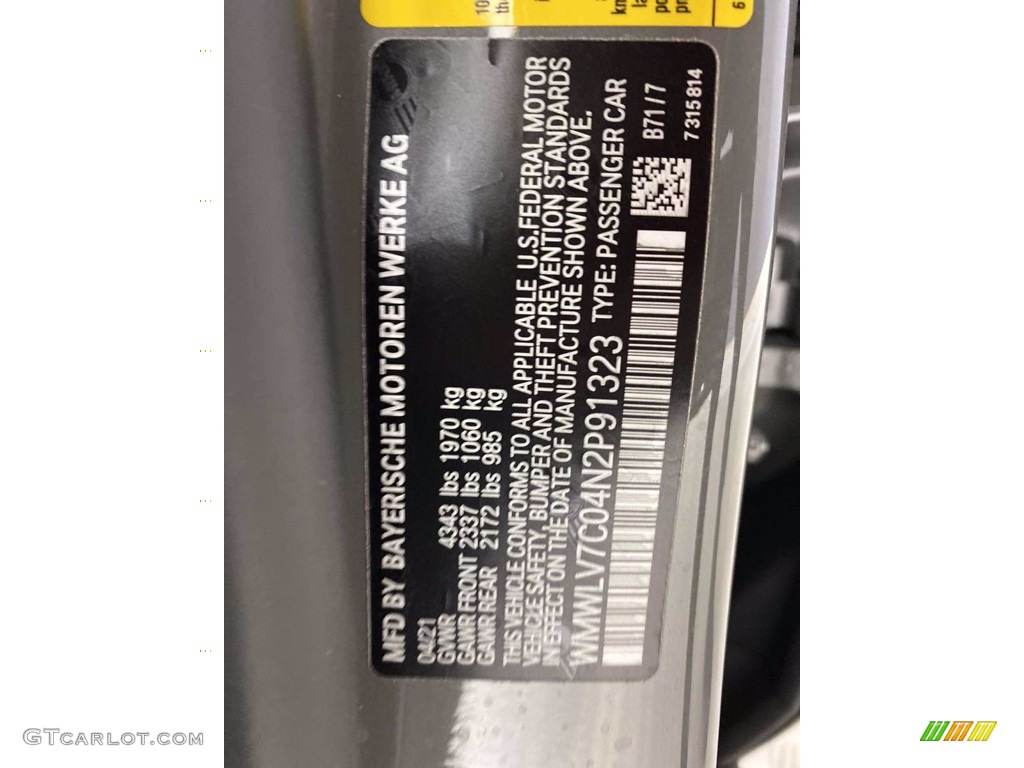 MFD BY BAYERISCHE MOTOREN WERKE AG
04/21
GVWR 4343 lbs 1970 kg
GAWR FRONT 2337 lbs 1060 kg
GAWR REAR 2172 lbs 985 kg
THIS VEHICLE CONFORMS TO ALL APPLICABLE U.S.FEDERAL MOTOR
VEHICLE SAFETY, BUMPER AND THEFT PREVENTION STANDARDS
IN EFFECT ON THE DATE OF MANUFACTURE SHOWN ABOVE.
WMWLV7C04N2P91323 TYPE: PASSENGER CAR
B71/7
7315814
GTcarlot.com